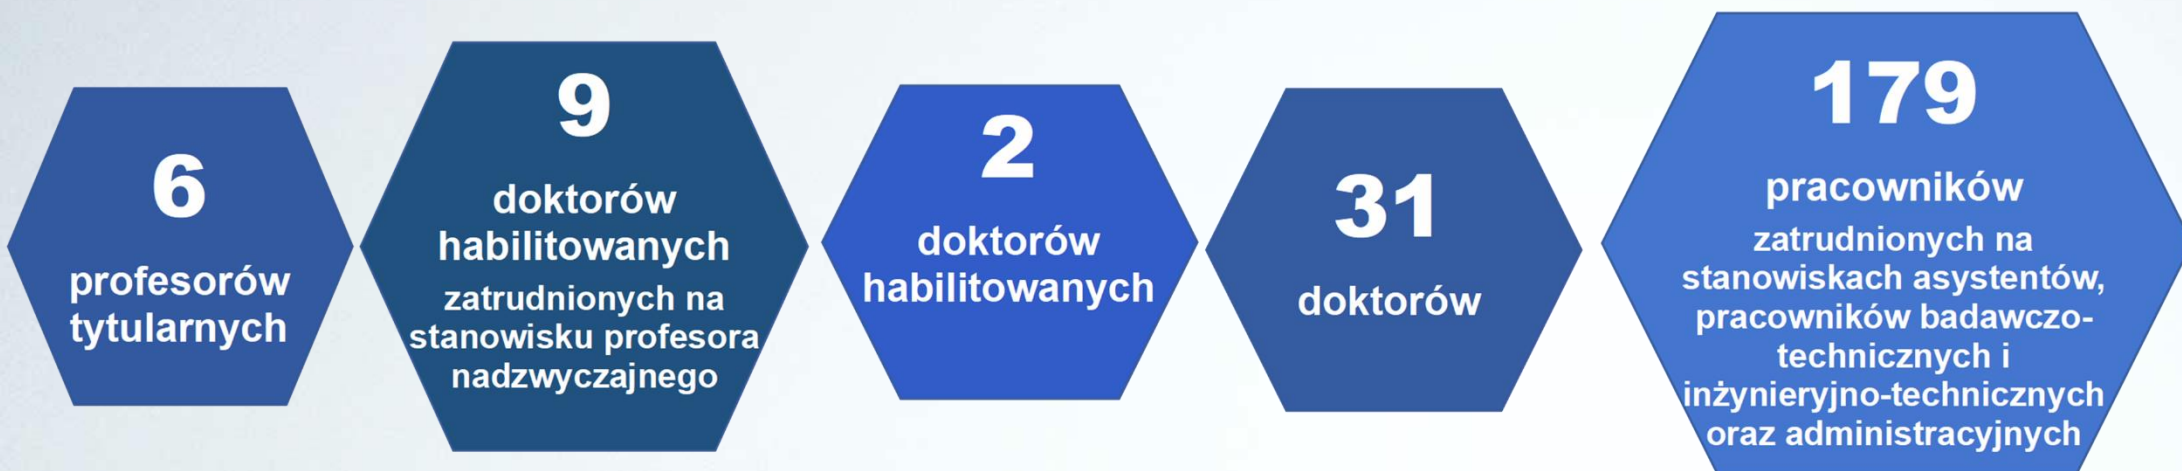 6
profesorów
tytularnych
9
doktorów
habilitowanych
zatrudnionych na
stanowisku profesora
nadzwyczajnego
2
doktorów
habilitowanych
31
doktorów
179
pracowników
zatrudnionych na
stanowiskach asystentów,
pracowników badawczo-
technicznych i
inżynieryjno-technicznych
oraz administracyjnych